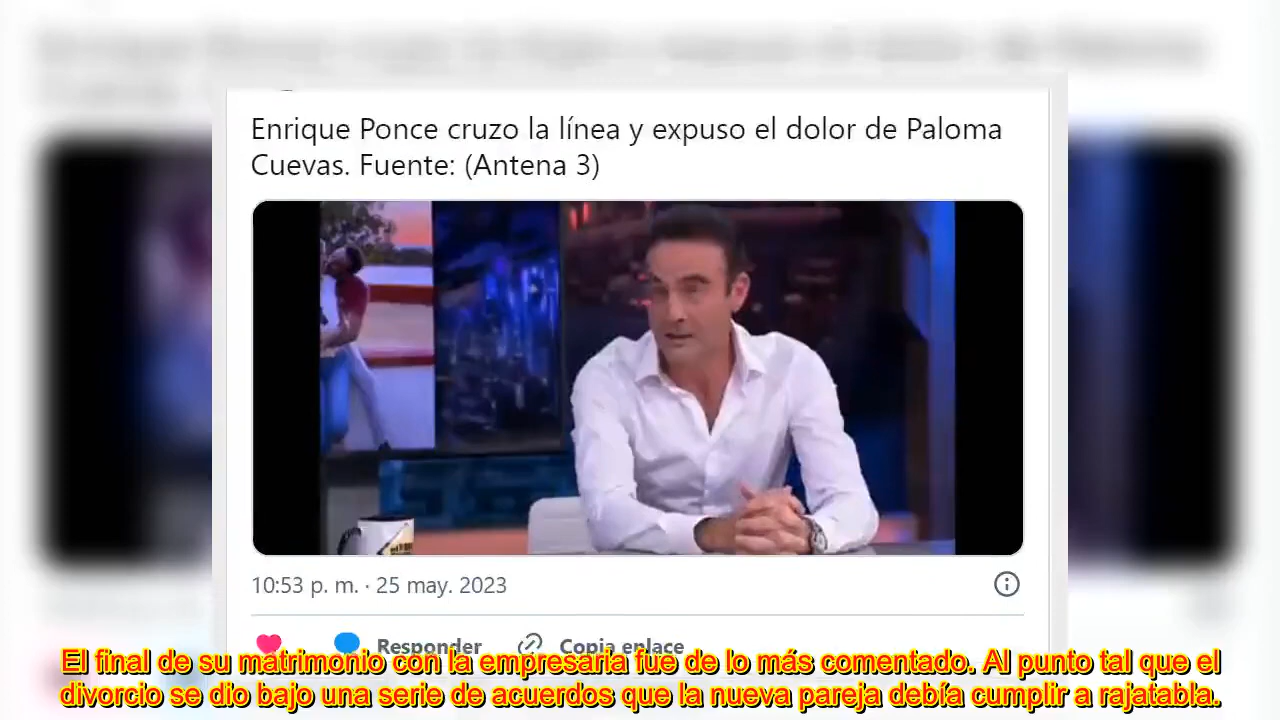 Enrique Ponce cruzo la línea y expuso el dolor de Paloma
Cuevas. Fuente: (Antena 3)
10:53 p. m. · 25 may. 2023
Responder
Copia enlace
El final de su matrimonio con la empresaria fue de lo más comentado. Al punto tal que el
divorcio se dio bajo una serie de acuerdos que la nueva pareja debía cumplir a rajatabla.